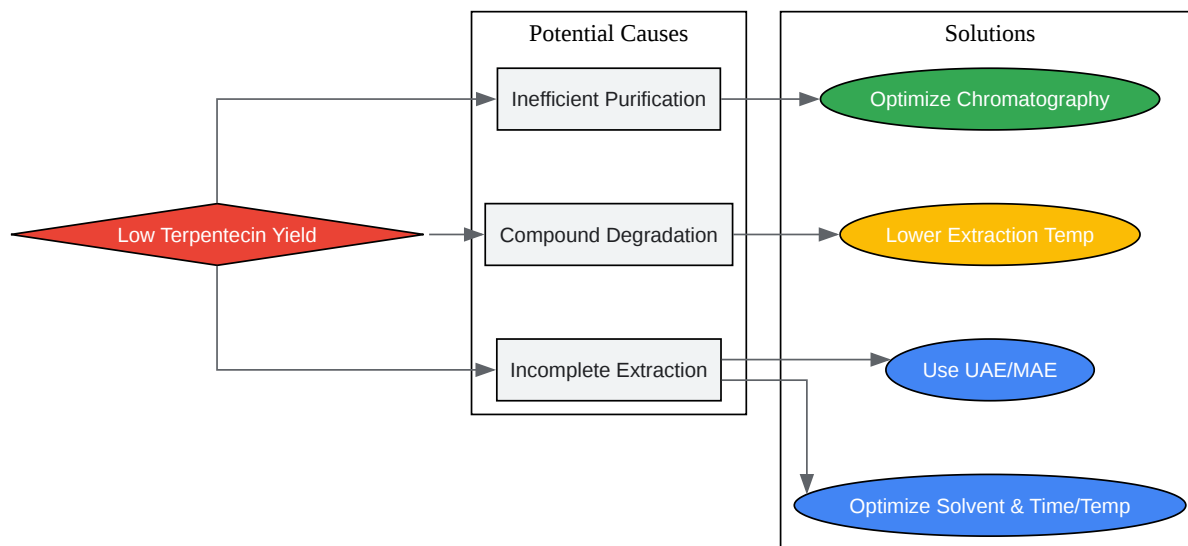 Potential Causes
Solutions
Inefficient Purification
Optimize Chromatography
Low Terpentecin Yield
Compound Degradation
Lower Extraction Temp
Incomplete Extraction
Use UAE/MAE
Optimize Solvent & Time/Temp